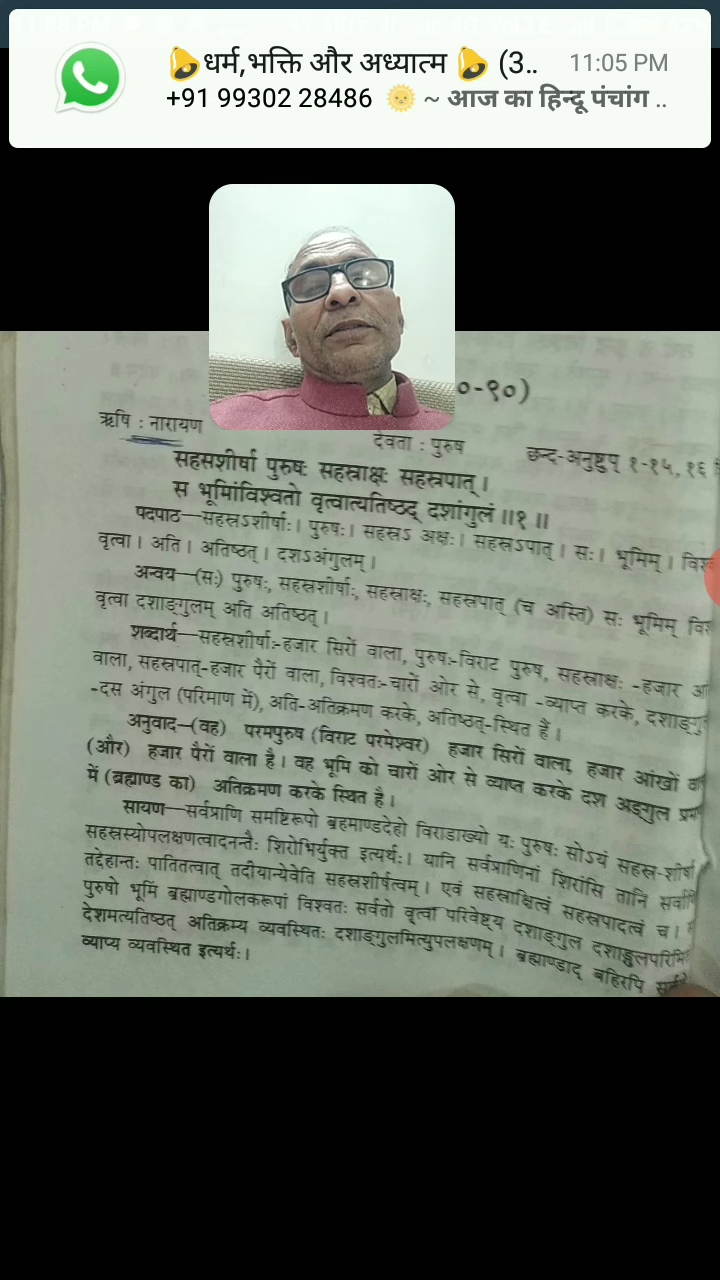 🔔धर्म,भक्ति और अध्यात्म 🔔 (3.. 11:05 PM
+91 99302 28486 🌞 ~ आज का हिन्दू पंचांग ..
०-९०)
ऋषि : नारायण देवता : पुरुष छन्द-अनुष्टुप् १-१५, १६
सहसशीर्षा पुरुषः सहस्राक्षः सहस्रपात्।
स भूमिंविश्वतो वृत्वात्यतिष्ठद् दशांगुलं॥१॥
पदपाठ—सहस्रऽशीर्षाः। पुरुषः। सहस्रऽ अक्षः। सहस्रऽपात्। सः। भूमिम्।
वृत्वा। अति। अतिष्ठत्। दशऽअंगुलम्।
अन्वय—(सः) पुरुषः, सहस्रशीर्षाः, सहस्राक्षः, सहस्रपात् (च अस्ति) सः भूमिम्
वृत्वा दशाङ्गुलम् अति अतिष्ठत्।
शब्दार्थ—सहस्रशीर्षाः-हजार सिरों वाला, पुरुषः-विराट पुरुष, सहस्राक्षः -हजार
वाला, सहस्रपात्-हजार पैरों वाला, विश्वतः-चारों ओर से, वृत्वा -व्याप्त करके,
-दस अंगुल (परिमाण में), अति-अतिक्रमण करके, अतिष्ठत्-स्थित हैं।
अनुवाद—(वह) परमपुरुष (विराट परमेश्वर) हजार सिरों वाला, हजार आंखों
(और) हजार पैरों वाला है। वह भूमि को चारों ओर से व्याप्त करके दश अङ्गुल
में (ब्रह्माण्ड का) अतिक्रमण करके स्थित है।
सायण—सर्वप्राणि समष्टिरूपो ब्रहमाण्डदेहो विराडाख्यो यः पुरुषः सोऽयं सहस्र-शीर्षा
सहस्रस्योपलक्षणत्वादनन्तैः शिरोभिर्युक्त इत्यर्थः। यानि सर्वप्राणिनां शिरांसि तानि
तद्देहान्तः पातितत्वात् तदीयान्येवेति सहस्रशीर्षत्वम्। एवं सहस्राक्षित्वं सहस्रपादत्वं च।
पुरुषो भूमिं ब्रह्माण्डगोलकरूपां विश्वतः सर्वतो वृत्वा परिवेष्ट्य दशाङ्गुल
देशमत्यतिष्ठत् अतिक्रम्य व्यवस्थितः दशाङ्गुलमित्युपलक्षणम्। ब्रह्माण्डाद् बहिरपि
व्याप्य व्यवस्थित इत्यर्थः।